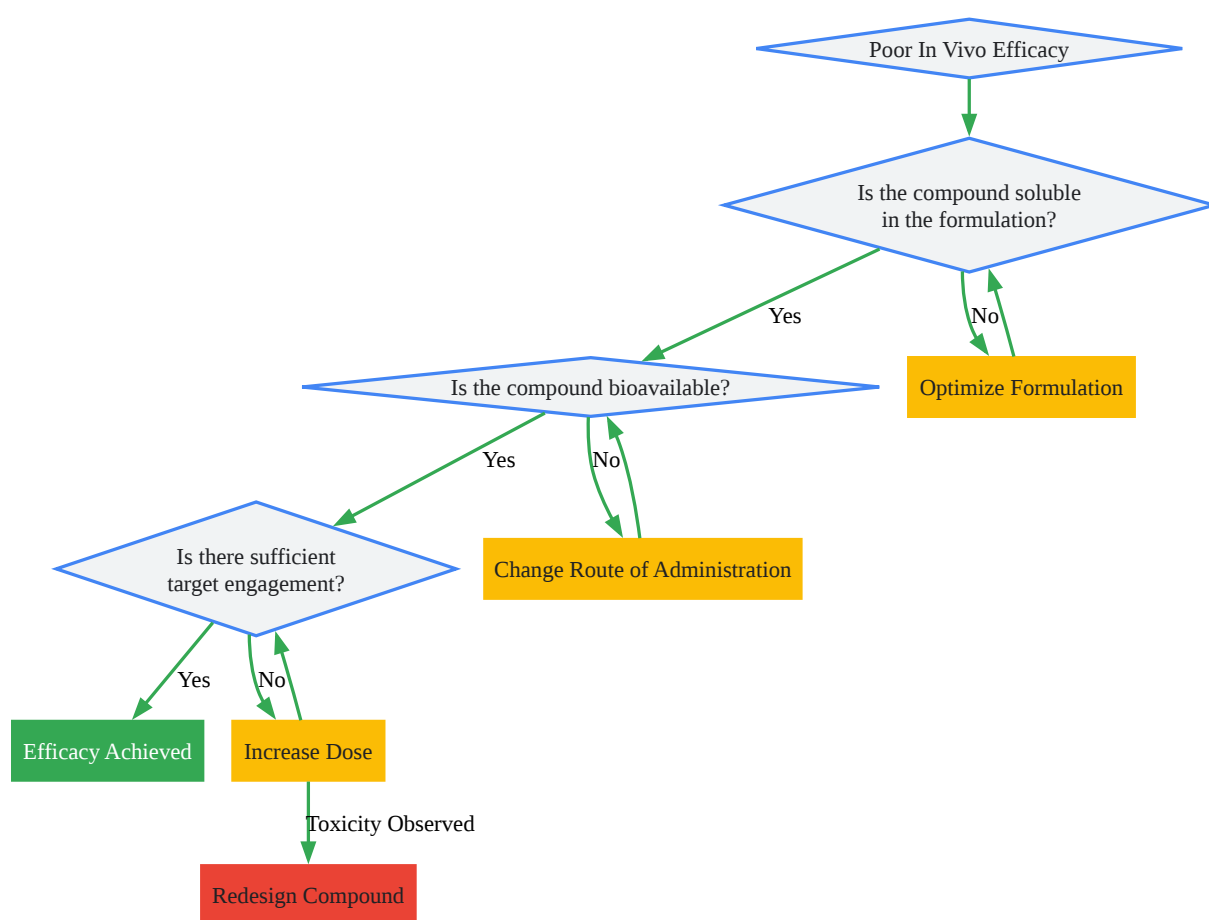 Poor In Vivo Efficacy
Is the compound soluble
in the formulation?
Yes
No
Is the compound bioavailable?
Optimize Formulation
Yes
No
Is there sufficient
target engagement?
Change Route of Administration
Yes
No
Efficacy Achieved
Increase Dose
Toxicity Observed
Redesign Compound